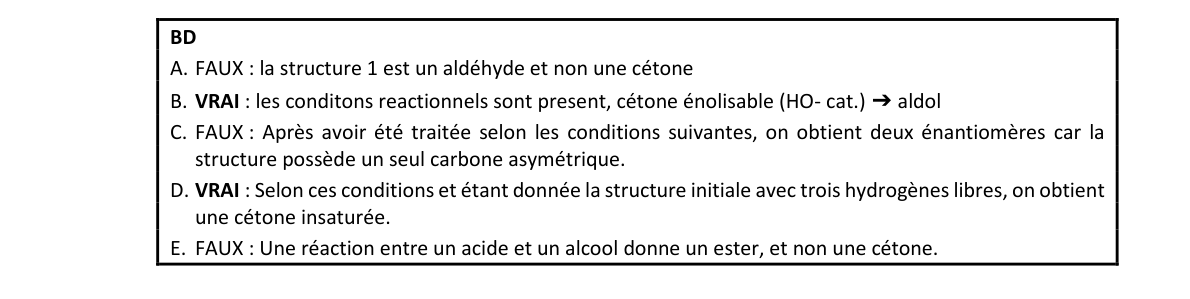 BD
A. FAUX : la structure 1 est un aldéhyde et non une cétone
B. VRAI : les conditons reactionnels sont present, cétone énolisable (HO- cat.) ➔ aldol
C. FAUX : Après avoir été traitée selon les conditions suivantes, on obtient deux énantiomères car la
structure possède un seul carbone asymétrique.
D. VRAI : Selon ces conditions et étant donnée la structure initiale avec trois hydrogènes libres, on obtient
une cétone insaturée.
E. FAUX : Une réaction entre un acide et un alcool donne un ester, et non une cétone.